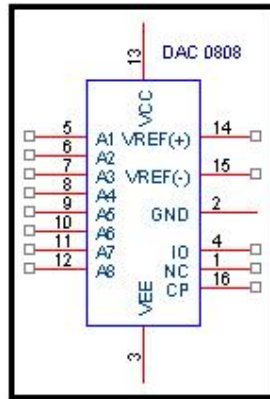 DAC 0808
13
VCC
5 A1 VREF(+) 14
6 A2
7 A3 VREF(-) 15
8 A4
9 A5 GND 2
10 A6
11 A7 IO 4
12 A8 NC 1
CP 16
VEE
3